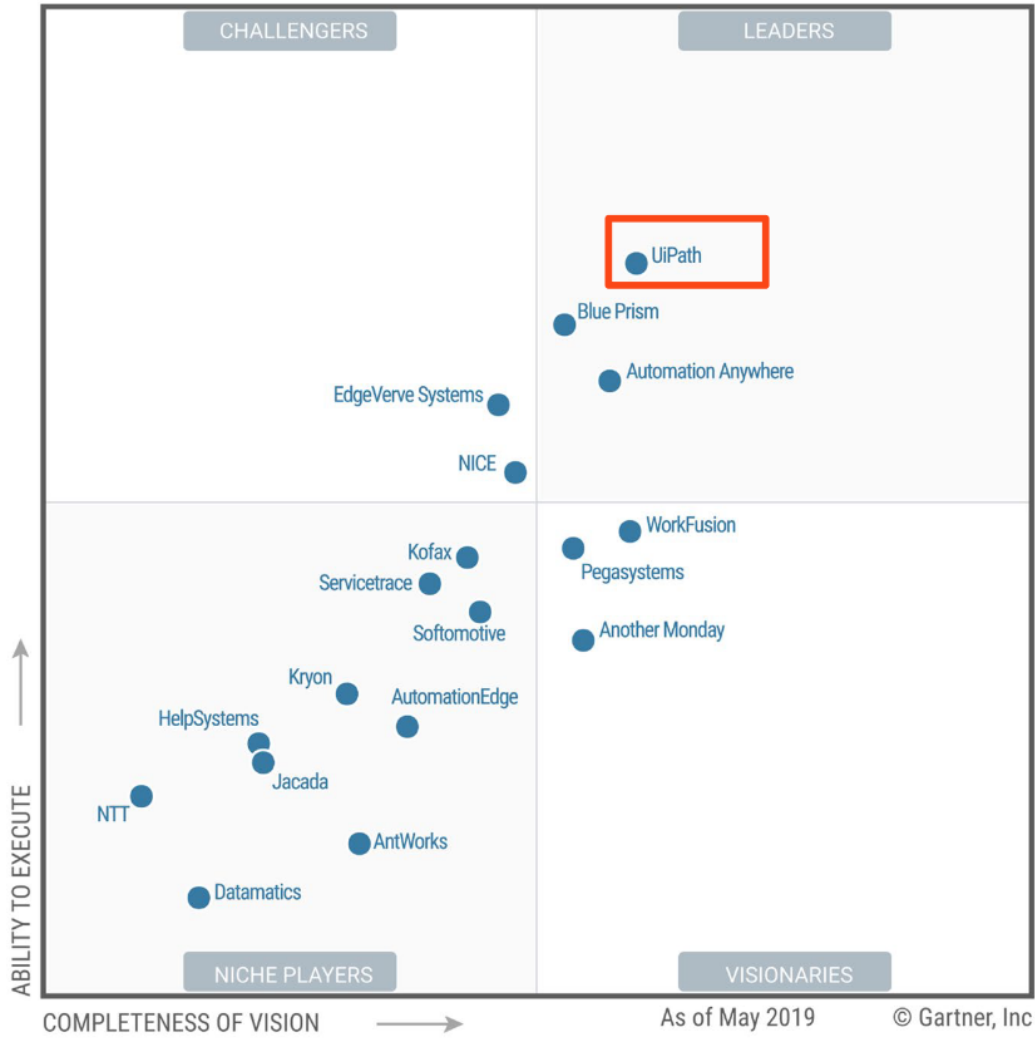 CHALLENGERS
LEADERS
UiPath
Blue Prism
Automation Anywhere
EdgeVerve Systems
NICE
WorkFusion
Kofax
Pegasystems
Servicetrace
Softomotive
Another Monday
Kryon
AutomationEdge
HelpSystems
Jacada
NTT
AntWorks
Datamatics
NICHE PLAYERS
VISIONARIES
ABILITY TO EXECUTE
COMPLETENESS OF VISION
As of May 2019
© Gartner, Inc